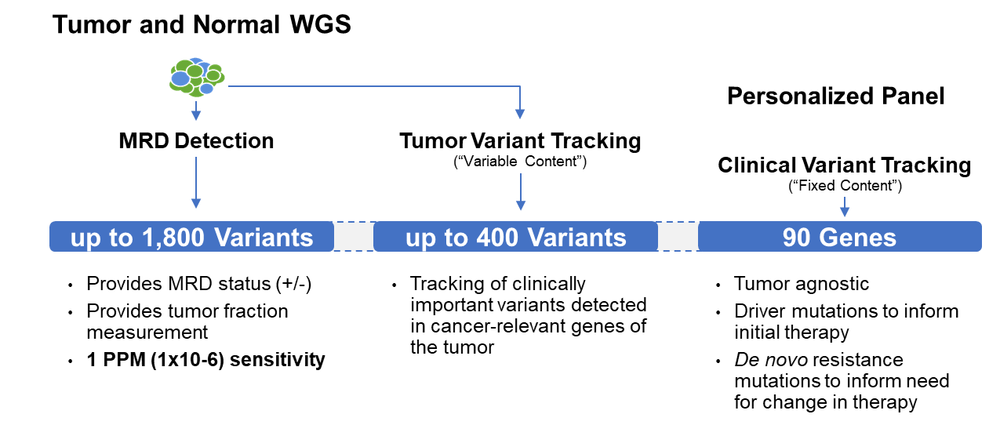 Tumor and Normal WGS
Personalized Panel
MRD Detection
Tumor Variant Tracking
(“Variable Content”)
Clinical Variant Tracking
(“Fixed Content”)
up to 1,800 Variants
up to 400 Variants
90 Genes
• Provides MRD status (+/-)
• Provides tumor fraction
measurement
• 1 PPM (1x10-6) sensitivity
• Tracking of clinically
important variants detected
in cancer-relevant genes of
the tumor
• Tumor agnostic
• Driver mutations to inform
initial therapy
• De novo resistance
mutations to inform need
for change in therapy